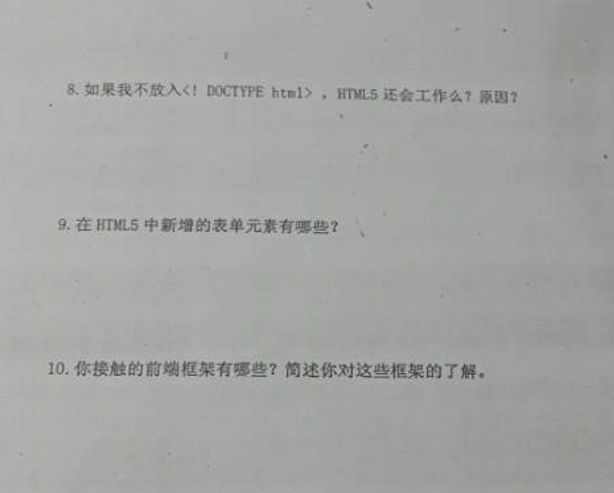 8. 如果我不放入<! DOCTYPE html> ，HTML5 还会工作么？原因？
9. 在 HTML5 中新增的表单元素有哪些？
10. 你接触的前端框架有哪些？简述你对这些框架的了解。